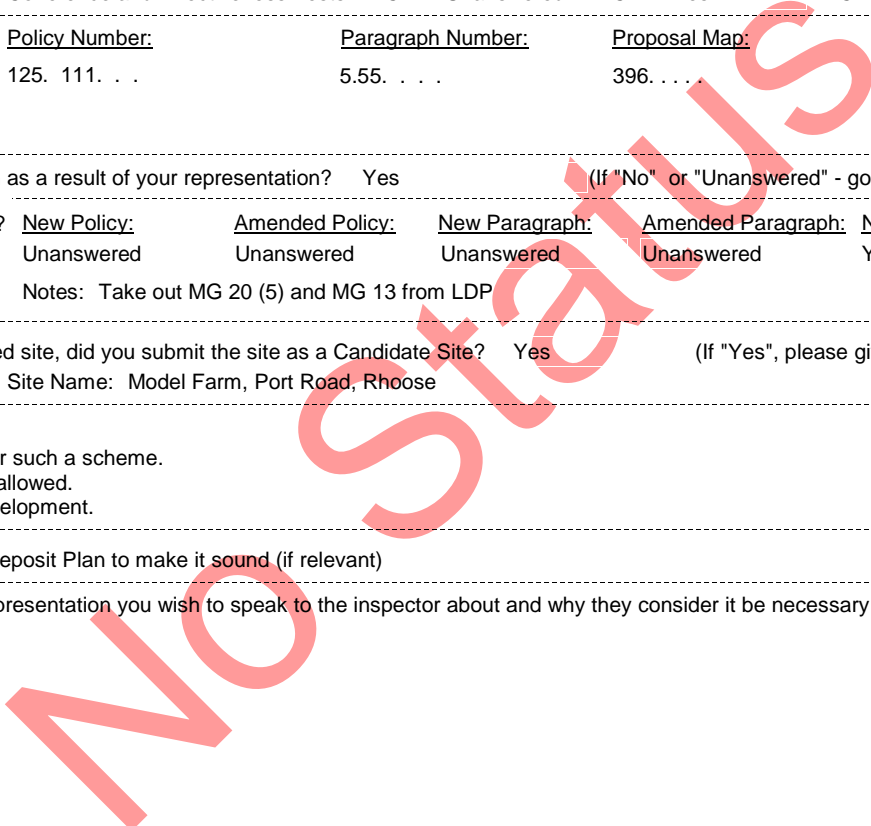 Policy Number: Paragraph Number: Proposal Map:
125. 111. . . 5.55. . . . 396. . . . .
as a result of your representation? Yes (If "No" or "Unanswered" - go
? New Policy: Amended Policy: New Paragraph: Amended Paragraph: N
Unanswered Unanswered Unanswered Unanswered Y
Notes: Take out MG 20 (5) and MG 13 from LDP
ed site, did you submit the site as a Candidate Site? Yes (If "Yes", please gi
Site Name: Model Farm, Port Road, Rhoose
r such a scheme.
allowed.
elopment.
eposit Plan to make it sound (if relevant)
presentation you wish to speak to the inspector about and why they consider it be necessary
No Status